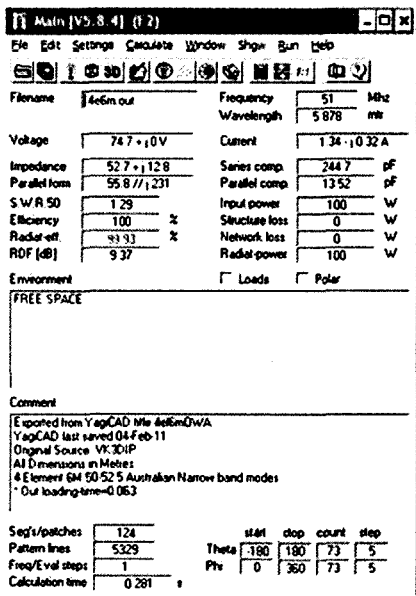 Main [V5.8.4] (F2)
File Edit Settings Calculate Window Show Run Help
3D 1:1
Filename 4e6m.out Frequency 51 Mhz
Wavelength 5.878 mtr
Voltage 74.7 + j 0 V Current 1.34 - j 0.32 A
Impedance 52.7 + j 12.8 Series comp. 244.7 pF
Parallel form 55.8 // j 231 Parallel comp. 13.52 pF
S.W.R.50 1.29 Input power 100 W
Efficiency 100 % Structure loss 0 W
Radiat-eff. 99.93 % Network loss 0 W
RDF [dB] 9.37 Radiat-power 100 W
Environment Loads Polar
FREE SPACE
Comment
Exported from YagiCAD title 4el6mOWA
YagiCAD last saved 04-Feb-11
Original Source VK3DIP
All Dimensions in Metres
4 Element 6M 50-52.5 Australian Narrow band modes
* Our loading-time=0.063
Seg's/patches 124 start stop count step
Pattern lines 5329 Theta -180 180 73 5
Freq/Eval steps 1 Phi 0 360 73 5
Calculation time 0.281 s